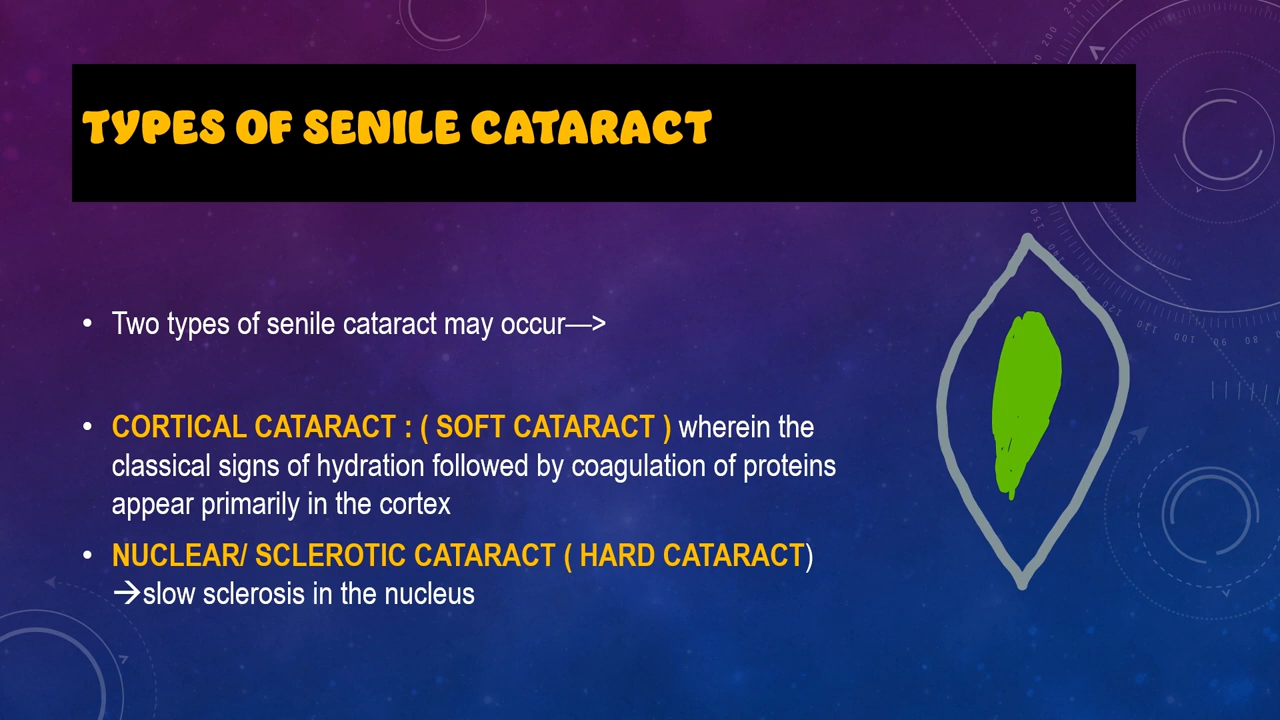 TYPES OF SENILE CATARACT
• Two types of senile cataract may occur—>
• CORTICAL CATARACT : ( SOFT CATARACT ) wherein the
classical signs of hydration followed by coagulation of proteins
appear primarily in the cortex
• NUCLEAR/ SCLEROTIC CATARACT ( HARD CATARACT)
→slow sclerosis in the nucleus